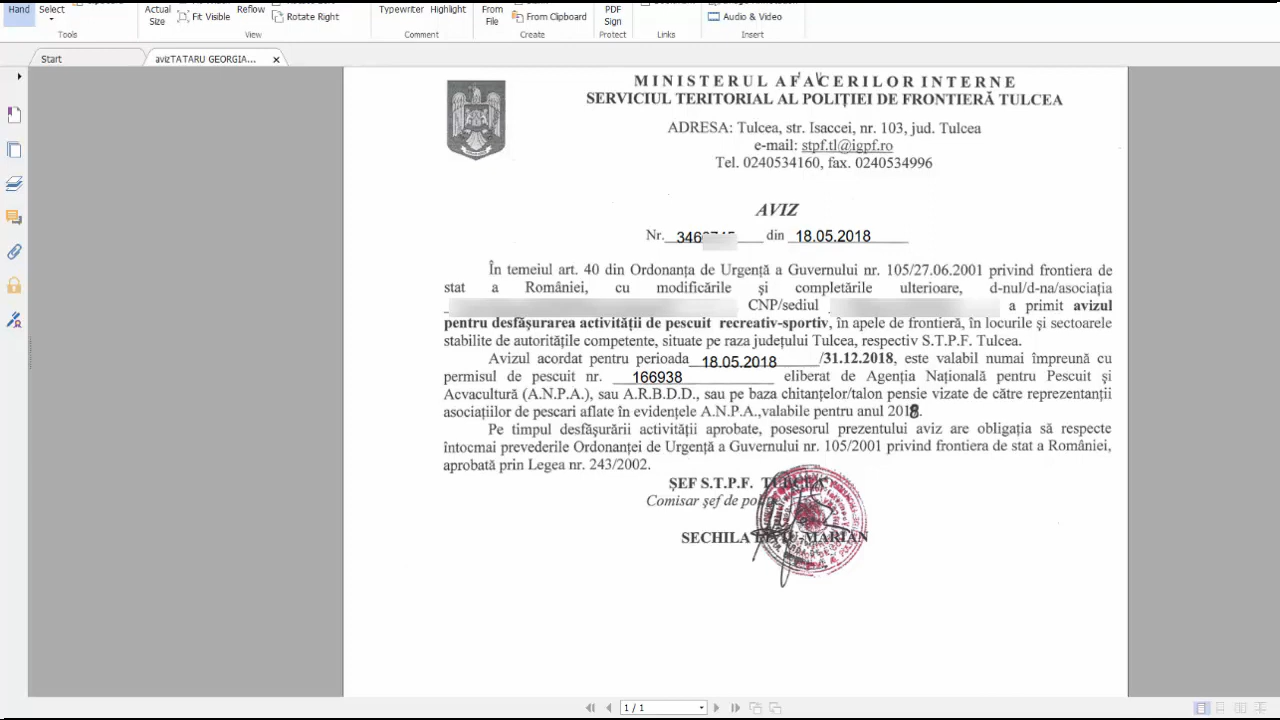 Hand
Select
Tools
Actual Size
Fit Visible
Reflow
Rotate Right
View
Typewriter
Highlight
Comment
From File
From Clipboard
Create
PDF Sign
Protect
Links
Audio & Video
Insert
Start
avizTATARU GEORGIA...
MINISTERUL AFACERILOR INTERNE
SERVICIUL TERITORIAL AL POLIȚIEI DE FRONTIERĂ TULCEA
ADRESA: Tulcea, str. Isaccei, nr. 103, jud. Tulcea
e-mail: stpf.tl@igpf.ro
Tel. 0240534160, fax. 0240534996
AVIZ
Nr. din 18.05.2018
În temeiul art. 40 din Ordonanța de Urgență a Guvernului nr. 105/27.06.2001 privind frontiera de
stat a României, cu modificările și completările ulterioare, d-nul/d-na/asociația
CNP/sediul a primit avizul
pentru desfășurarea activității de pescuit recreativ-sportiv, în apele de frontieră, în locurile și sectoarele
stabilite de autoritățile competente, situate pe raza județului Tulcea, respectiv S.T.P.F. Tulcea.
Avizul acordat pentru perioada 18.05.2018 /31.12.2018, este valabil numai împreună cu
permisul de pescuit nr. 166938 eliberat de Agenția Națională pentru Pescuit și
Acvacultură (A.N.P.A.), sau A.R.B.D.D., sau pe baza chitanțelor/talon pensie vizate de către reprezentanții
asociațiilor de pescari aflate în evidențele A.N.P.A.,valabile pentru anul 2018.
Pe timpul desfășurării activității aprobate, posesorul prezentului aviz are obligația să respecte
întocmai prevederile Ordonanței de Urgență a Guvernului nr. 105/2001 privind frontiera de stat a României,
aprobată prin Legea nr. 243/2002.
ȘEF S.T.P.F. TULCEA
Comisar șef de
SECHILA LIVIU-MARIAN
1 / 1